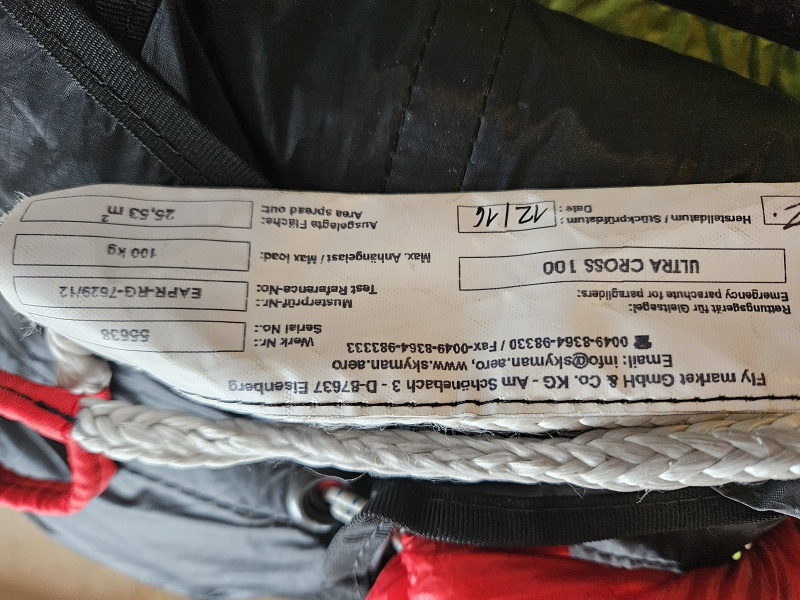 Fly market GmbH & Co. KG - Am Schönebach 3 - D-87637 Eisenberg
Email: info@skyman.aero, www.skyman.aero
☎ 0049-8364-98330 / Fax-0049-8364-983333
Rettungsgerät für Gleitsegel:
Emergency parachute for paragliders:
ULTRA CROSS 100
Herstelldatum / Stückprüfdatum :
Date :
12/16
Werk Nr.:
Serial No.:
55638
Musterprüf-Nr.:
Test Reference-No:
EAPR-RG-7629/12
Max. Anhängelast / Max load:
100 kg
Ausgelegte Fläche:
Area spread out:
25,53 m²